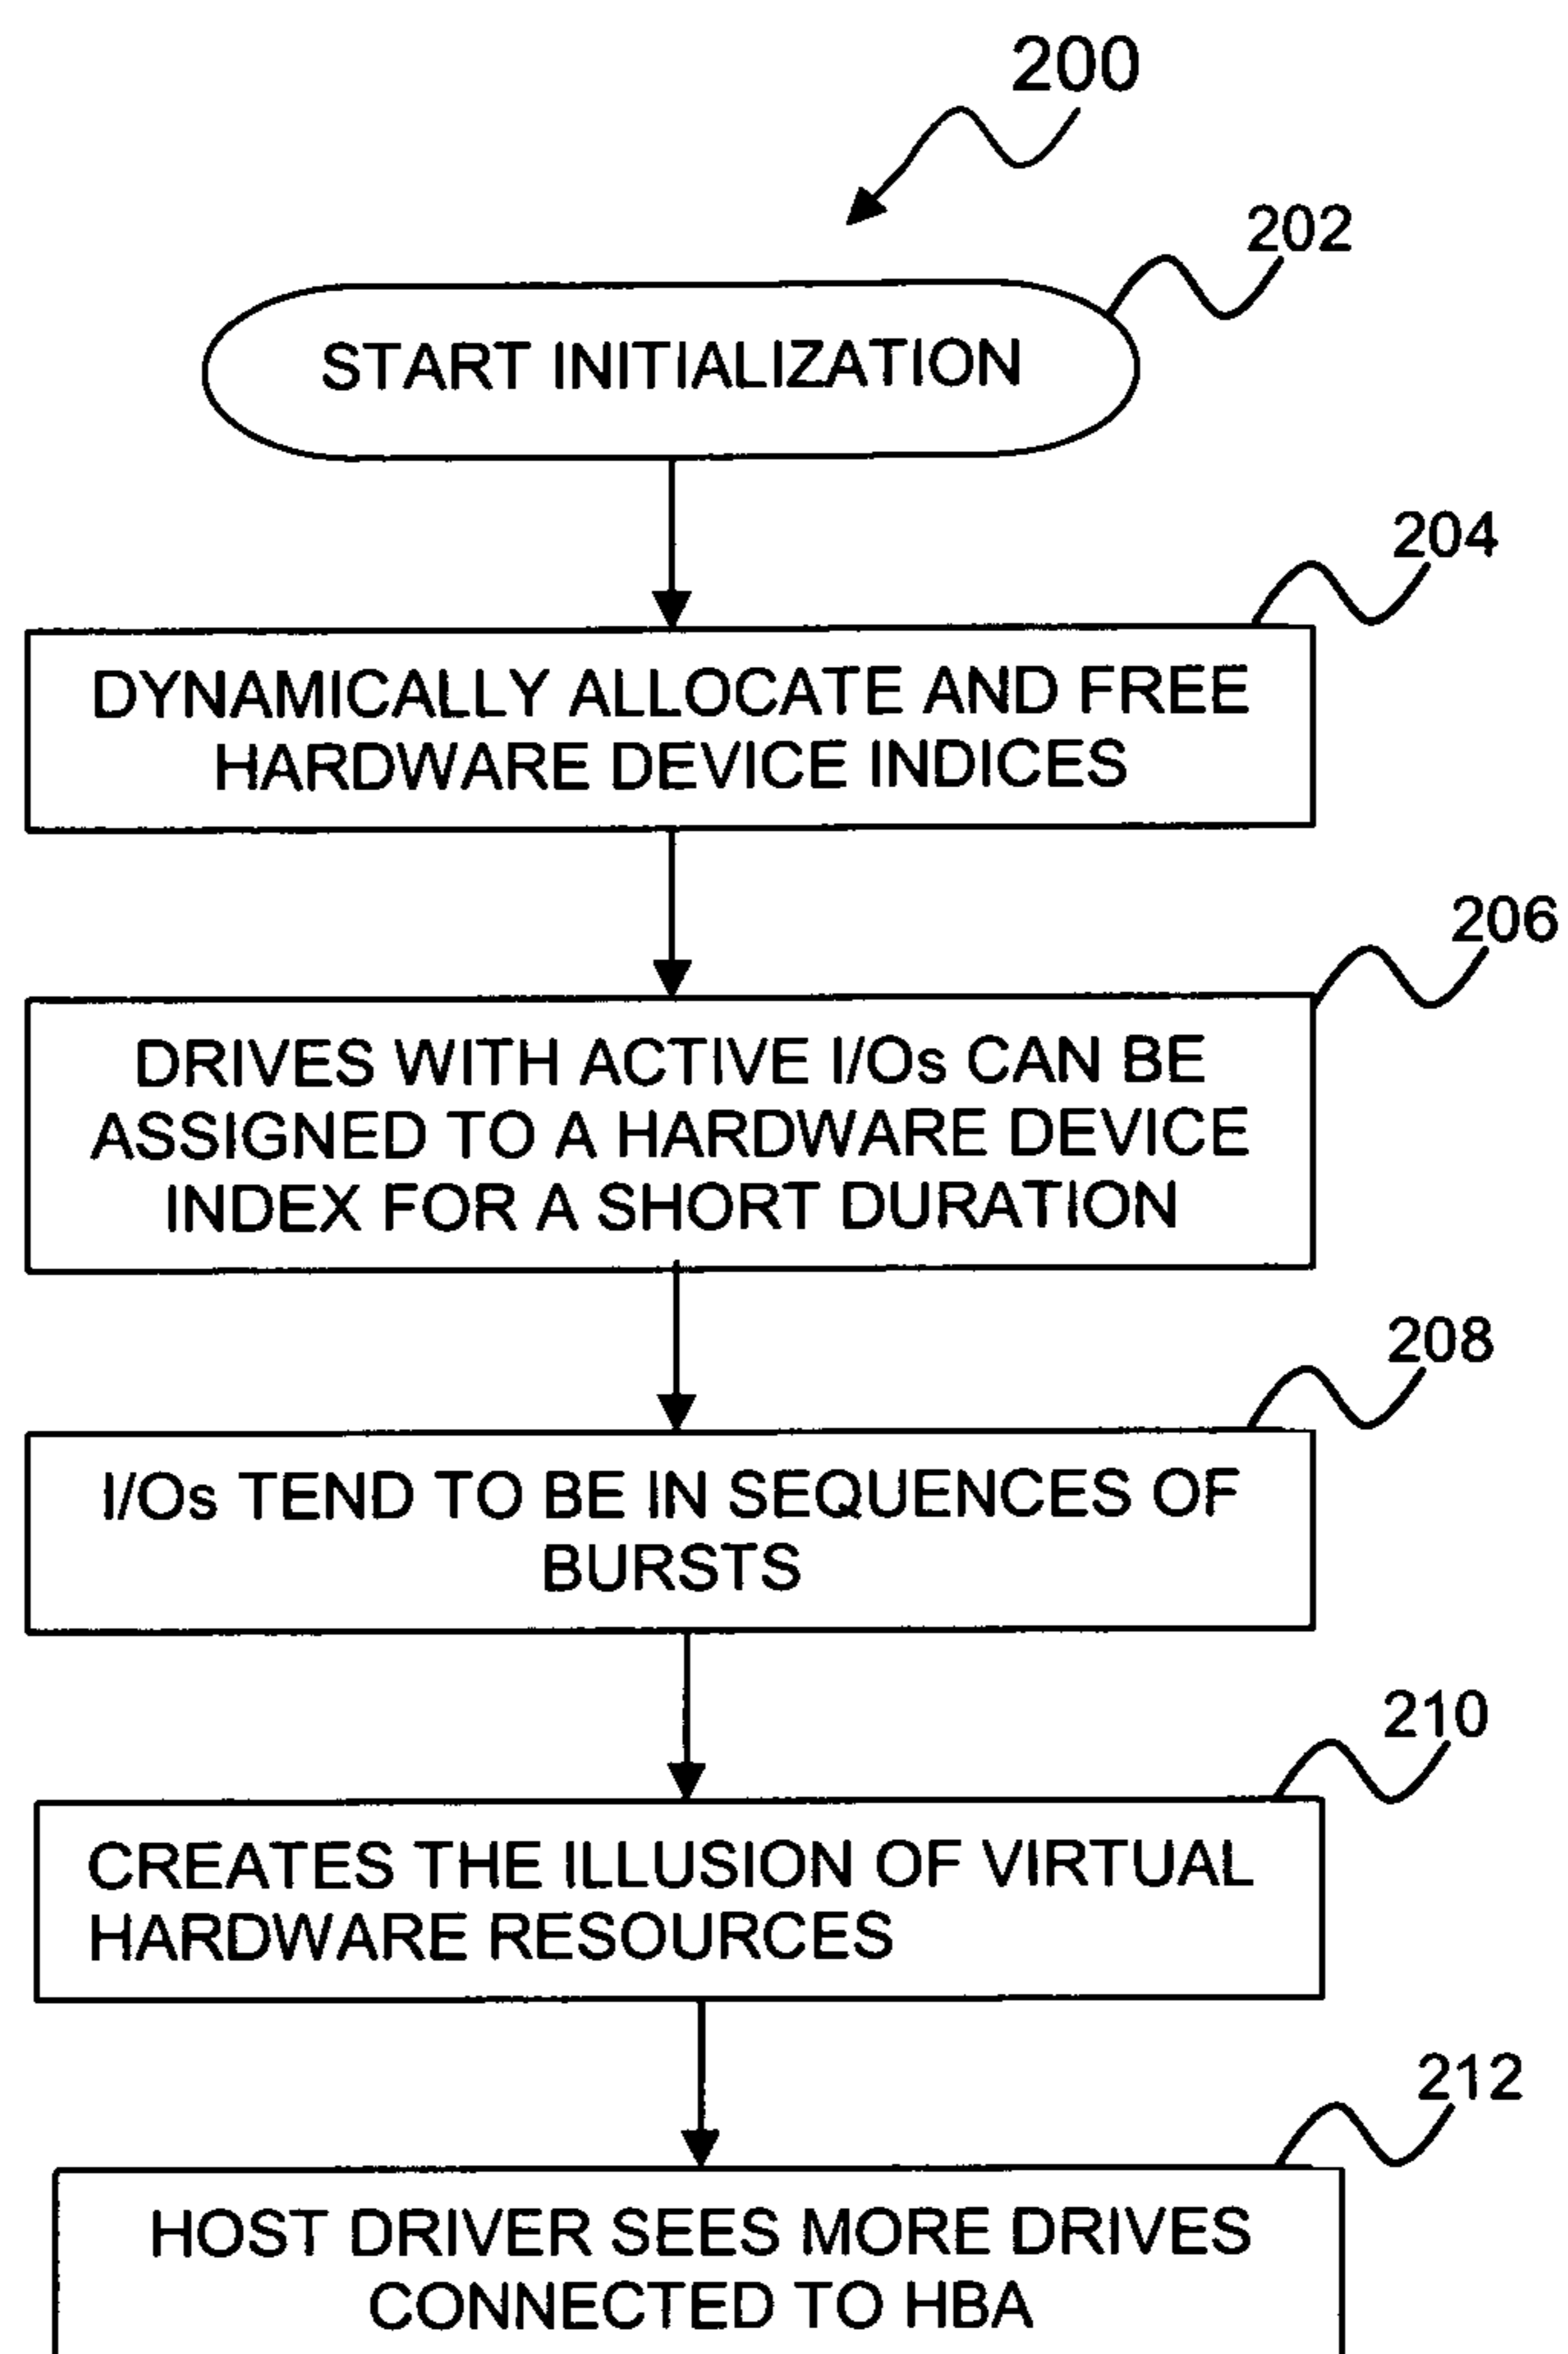 200
202
START INITIALIZATION
204
DYNAMICALLY ALLOCATE AND FREE
HARDWARE DEVICE INDICES
206
DRIVES WITH ACTIVE I/Os CAN BE
ASSIGNED TO A HARDWARE DEVICE
INDEX FOR A SHORT DURATION
208
I/Os TEND TO BE IN SEQUENCES OF
BURSTS
210
CREATES THE ILLUSION OF VIRTUAL
HARDWARE RESOURCES
212
HOST DRIVER SEES MORE DRIVES
CONNECTED TO HBA